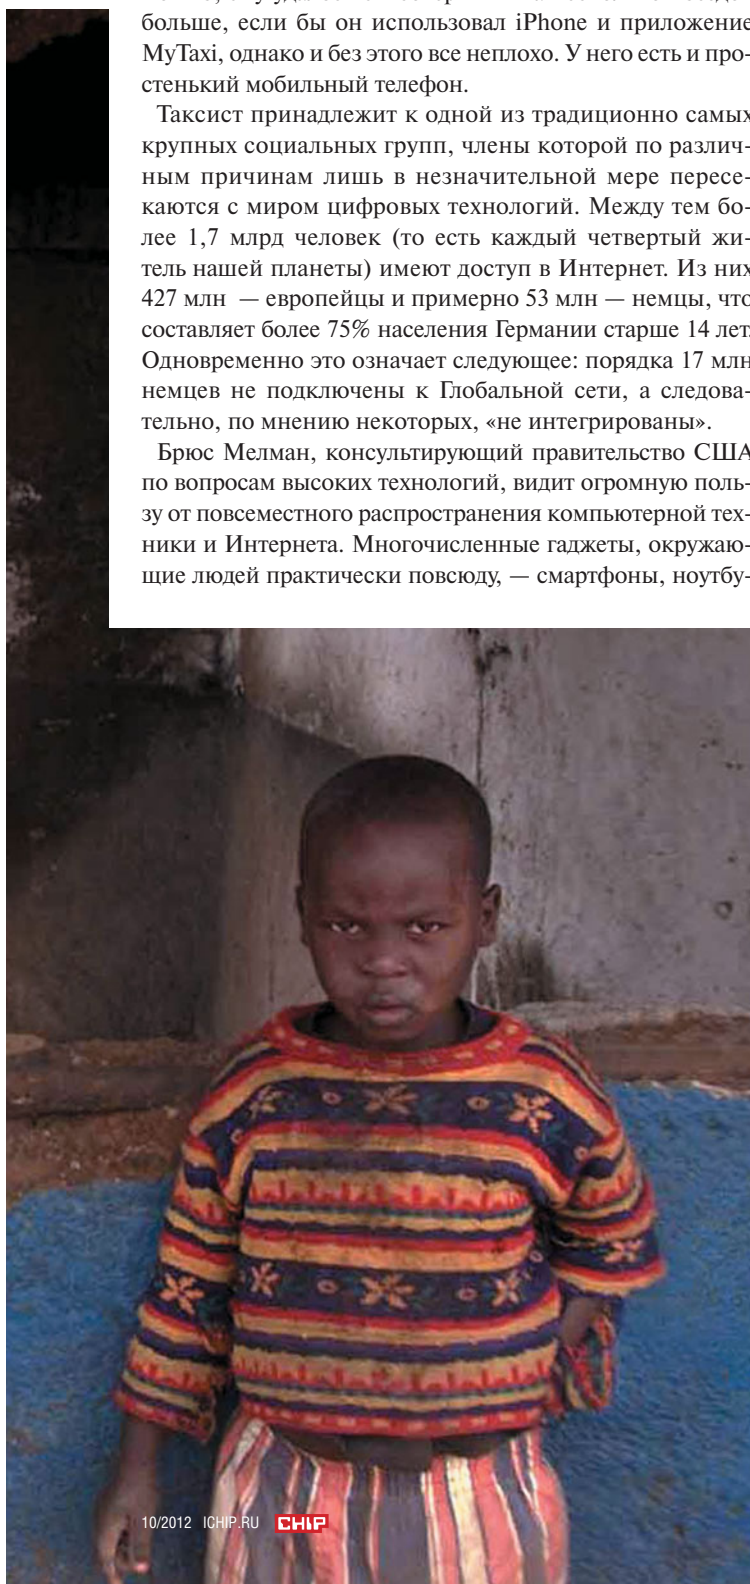 больше, если бы он использовал iPhone и приложение
MyTaxi, однако и без этого все неплохо. У него есть и про-
стенький мобильный телефон.
Таксист принадлежит к одной из традиционно самых
крупных социальных групп, члены которой по различ-
ным причинам лишь в незначительной мере пересе-
каются с миром цифровых технологий. Между тем бо-
лее 1,7 млрд человек (то есть каждый четвертый жи-
тель нашей планеты) имеют доступ в Интернет. Из них
427 млн — европейцы и примерно 53 млн — немцы, что
составляет более 75% населения Германии старше 14 лет.
Одновременно это означает следующее: порядка 17 млн
немцев не подключены к Глобальной сети, а следова-
тельно, по мнению некоторых, «не интегрированы».
Брюс Мелман, консультирующий правительство США
по вопросам высоких технологий, видит огромную поль-
зу от повсеместного распространения компьютерной тех-
ники и Интернета. Многочисленные гаджеты, окружаю-
щие людей практически повсюду, — смартфоны, ноутбу-
10/2012 ICHIP.RU CHIP